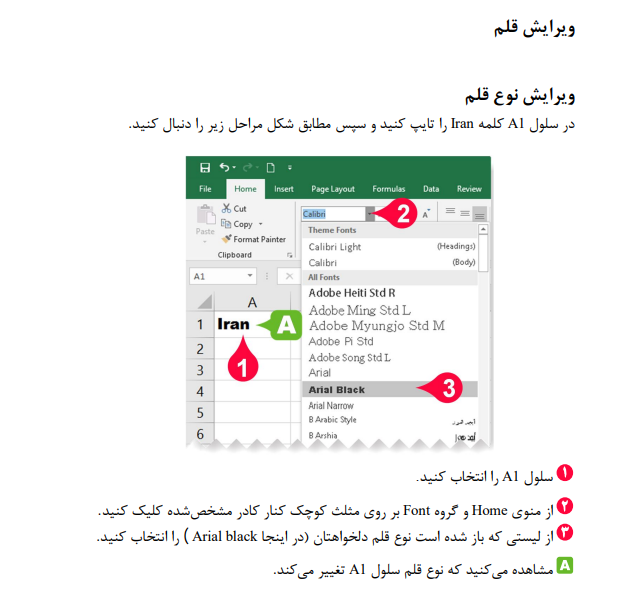 ویرایش قلم
ویرایش نوع قلم
در سلول A1 کلمه Iran را تایپ کنید و سپس مطابق شکل مراحل زیر را دنبال کنید.
File Home Insert Page Layout Formulas Data Review
Cut
Copy
Format Painter
Paste
Clipboard
Calibri
2
A
Theme Fonts
Calibri Light (Headings)
Calibri (Body)
All Fonts
Adobe Heiti Std R
Adobe Ming Std L
Adobe Myungjo Std M
Adobe Pi Std
Adobe Song Std L
Arial
Arial Black
3
Arial Narrow
B Arabic Style
B Arshia
A1
A
1 Iran
A
1
2
3
4
5
6
۱ سلول A1 را انتخاب کنید.
۲ از منوی Home و گروه Font بر روی مثلث کوچک کنار کادر مشخص‌شده کلیک کنید.
۳ از لیستی که باز شده است نوع قلم دلخواهتان (در اینجا Arial black ) را انتخاب کنید.
A مشاهده می‌کنید که نوع قلم سلول A1 تغییر می‌کند.